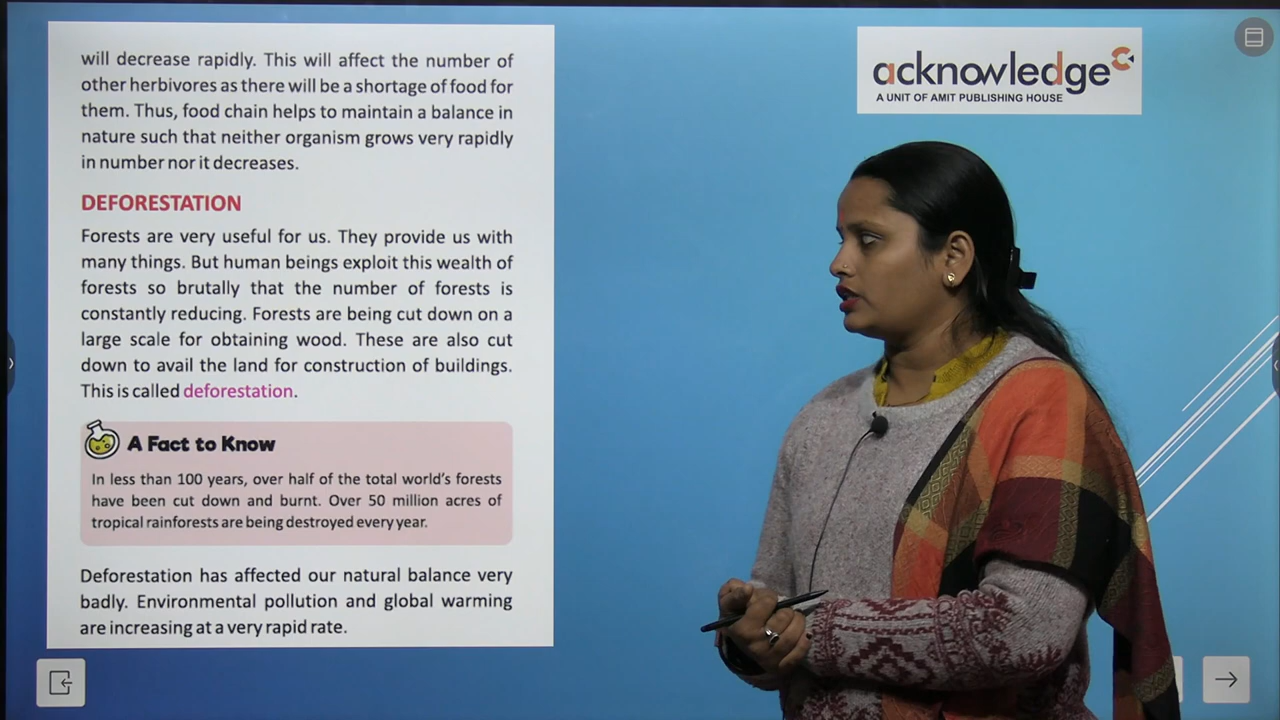 will decrease rapidly. This will affect the number of
other herbivores as there will be a shortage of food for
them. Thus, food chain helps to maintain a balance in
nature such that neither organism grows very rapidly
in number nor it decreases.
DEFORESTATION
Forests are very useful for us. They provide us with
many things. But human beings exploit this wealth of
forests so brutally that the number of forests is
constantly reducing. Forests are being cut down on a
large scale for obtaining wood. These are also cut
down to avail the land for construction of buildings.
This is called deforestation.
A Fact to Know
In less than 100 years, over half of the total world's forests
have been cut down and burnt. Over 50 million acres of
tropical rainforests are being destroyed every year.
Deforestation has affected our natural balance very
badly. Environmental pollution and global warming
are increasing at a very rapid rate.
acknowledge
A UNIT OF AMIT PUBLISHING HOUSE